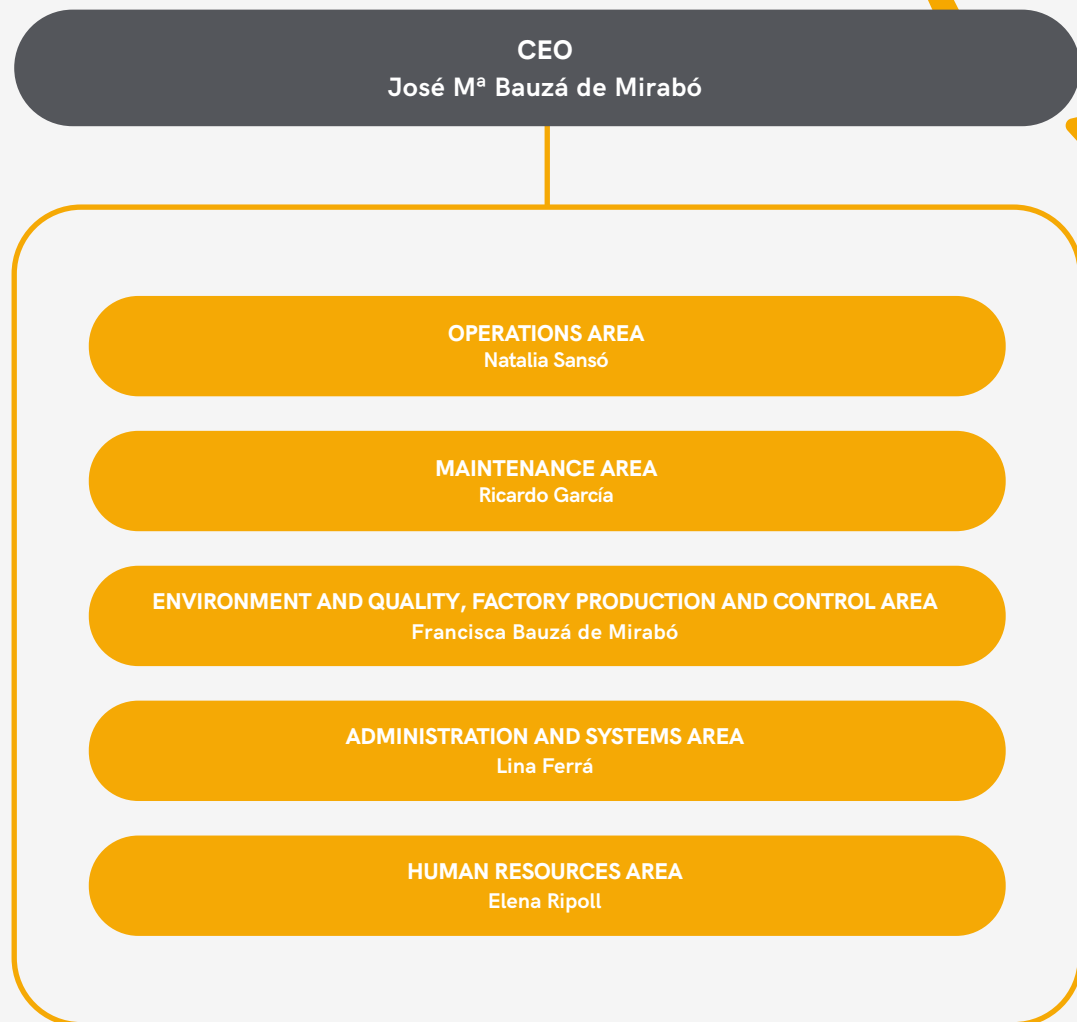 CEO
José Mª Bauzá de Mirabó
OPERATIONS AREA
Natalia Sansó
MAINTENANCE AREA
Ricardo García
ENVIRONMENT AND QUALITY, FACTORY PRODUCTION AND CONTROL AREA
Francisca Bauzá de Mirabó
ADMINISTRATION AND SYSTEMS AREA
Lina Ferrá
HUMAN RESOURCES AREA
Elena Ripoll